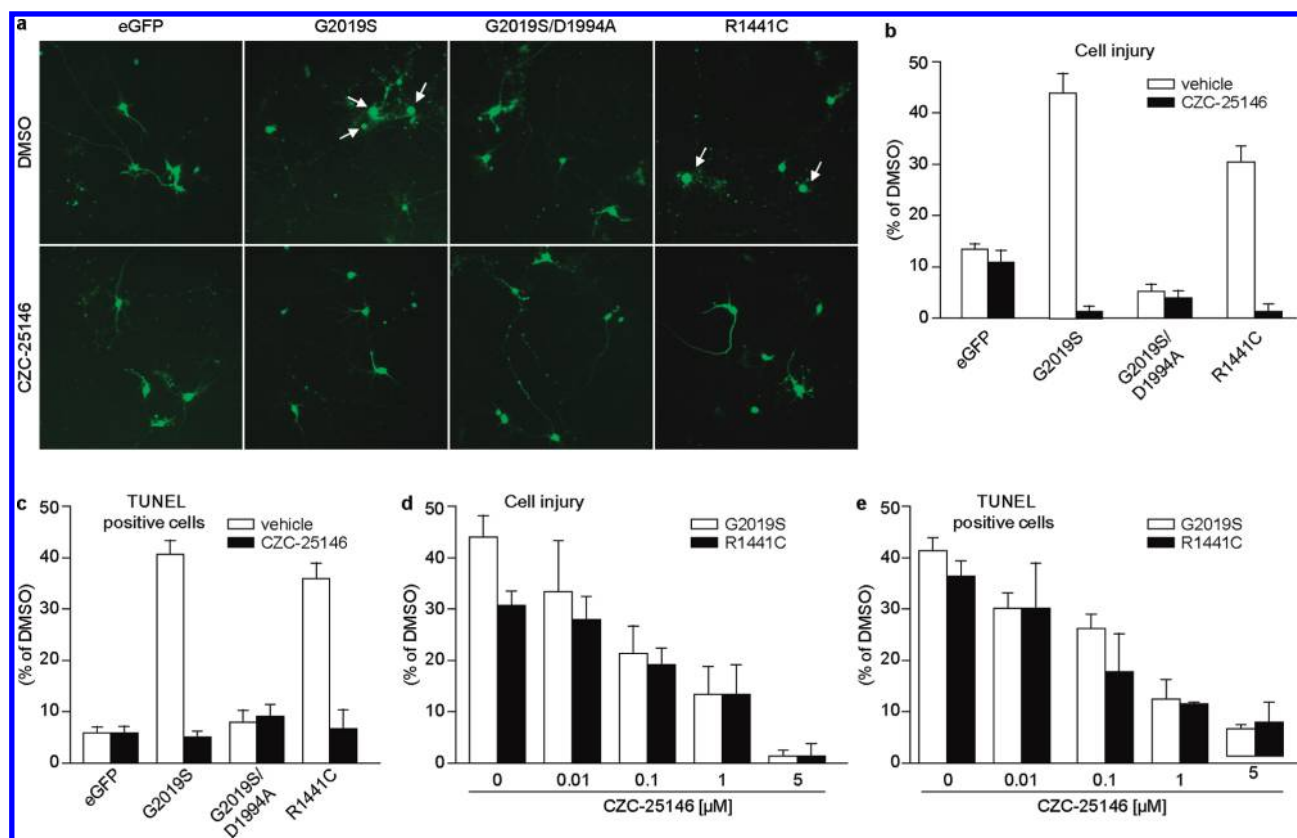 a
eGFP G2019S G2019S/D1994A R1441C
DMSO
CZC-25146
b
Cell injury
vehicle
CZC-25146
(% of DMSO)
50
40
30
20
10
0
eGFP
G2019S
G2019S/
D1994A
R1441C
c
TUNEL
positive cells
vehicle
CZC-25146
(% of DMSO)
50
40
30
20
10
0
eGFP
G2019S
G2019S/
D1994A
R1441C
d
Cell injury
G2019S
R1441C
(% of DMSO)
50
40
30
20
10
0
0 0.01 0.1 1 5
CZC-25146 [µM]
e
TUNEL
positive cells
G2019S
R1441C
(% of DMSO)
50
40
30
20
10
0
0 0.01 0.1 1 5
CZC-25146 [µM]